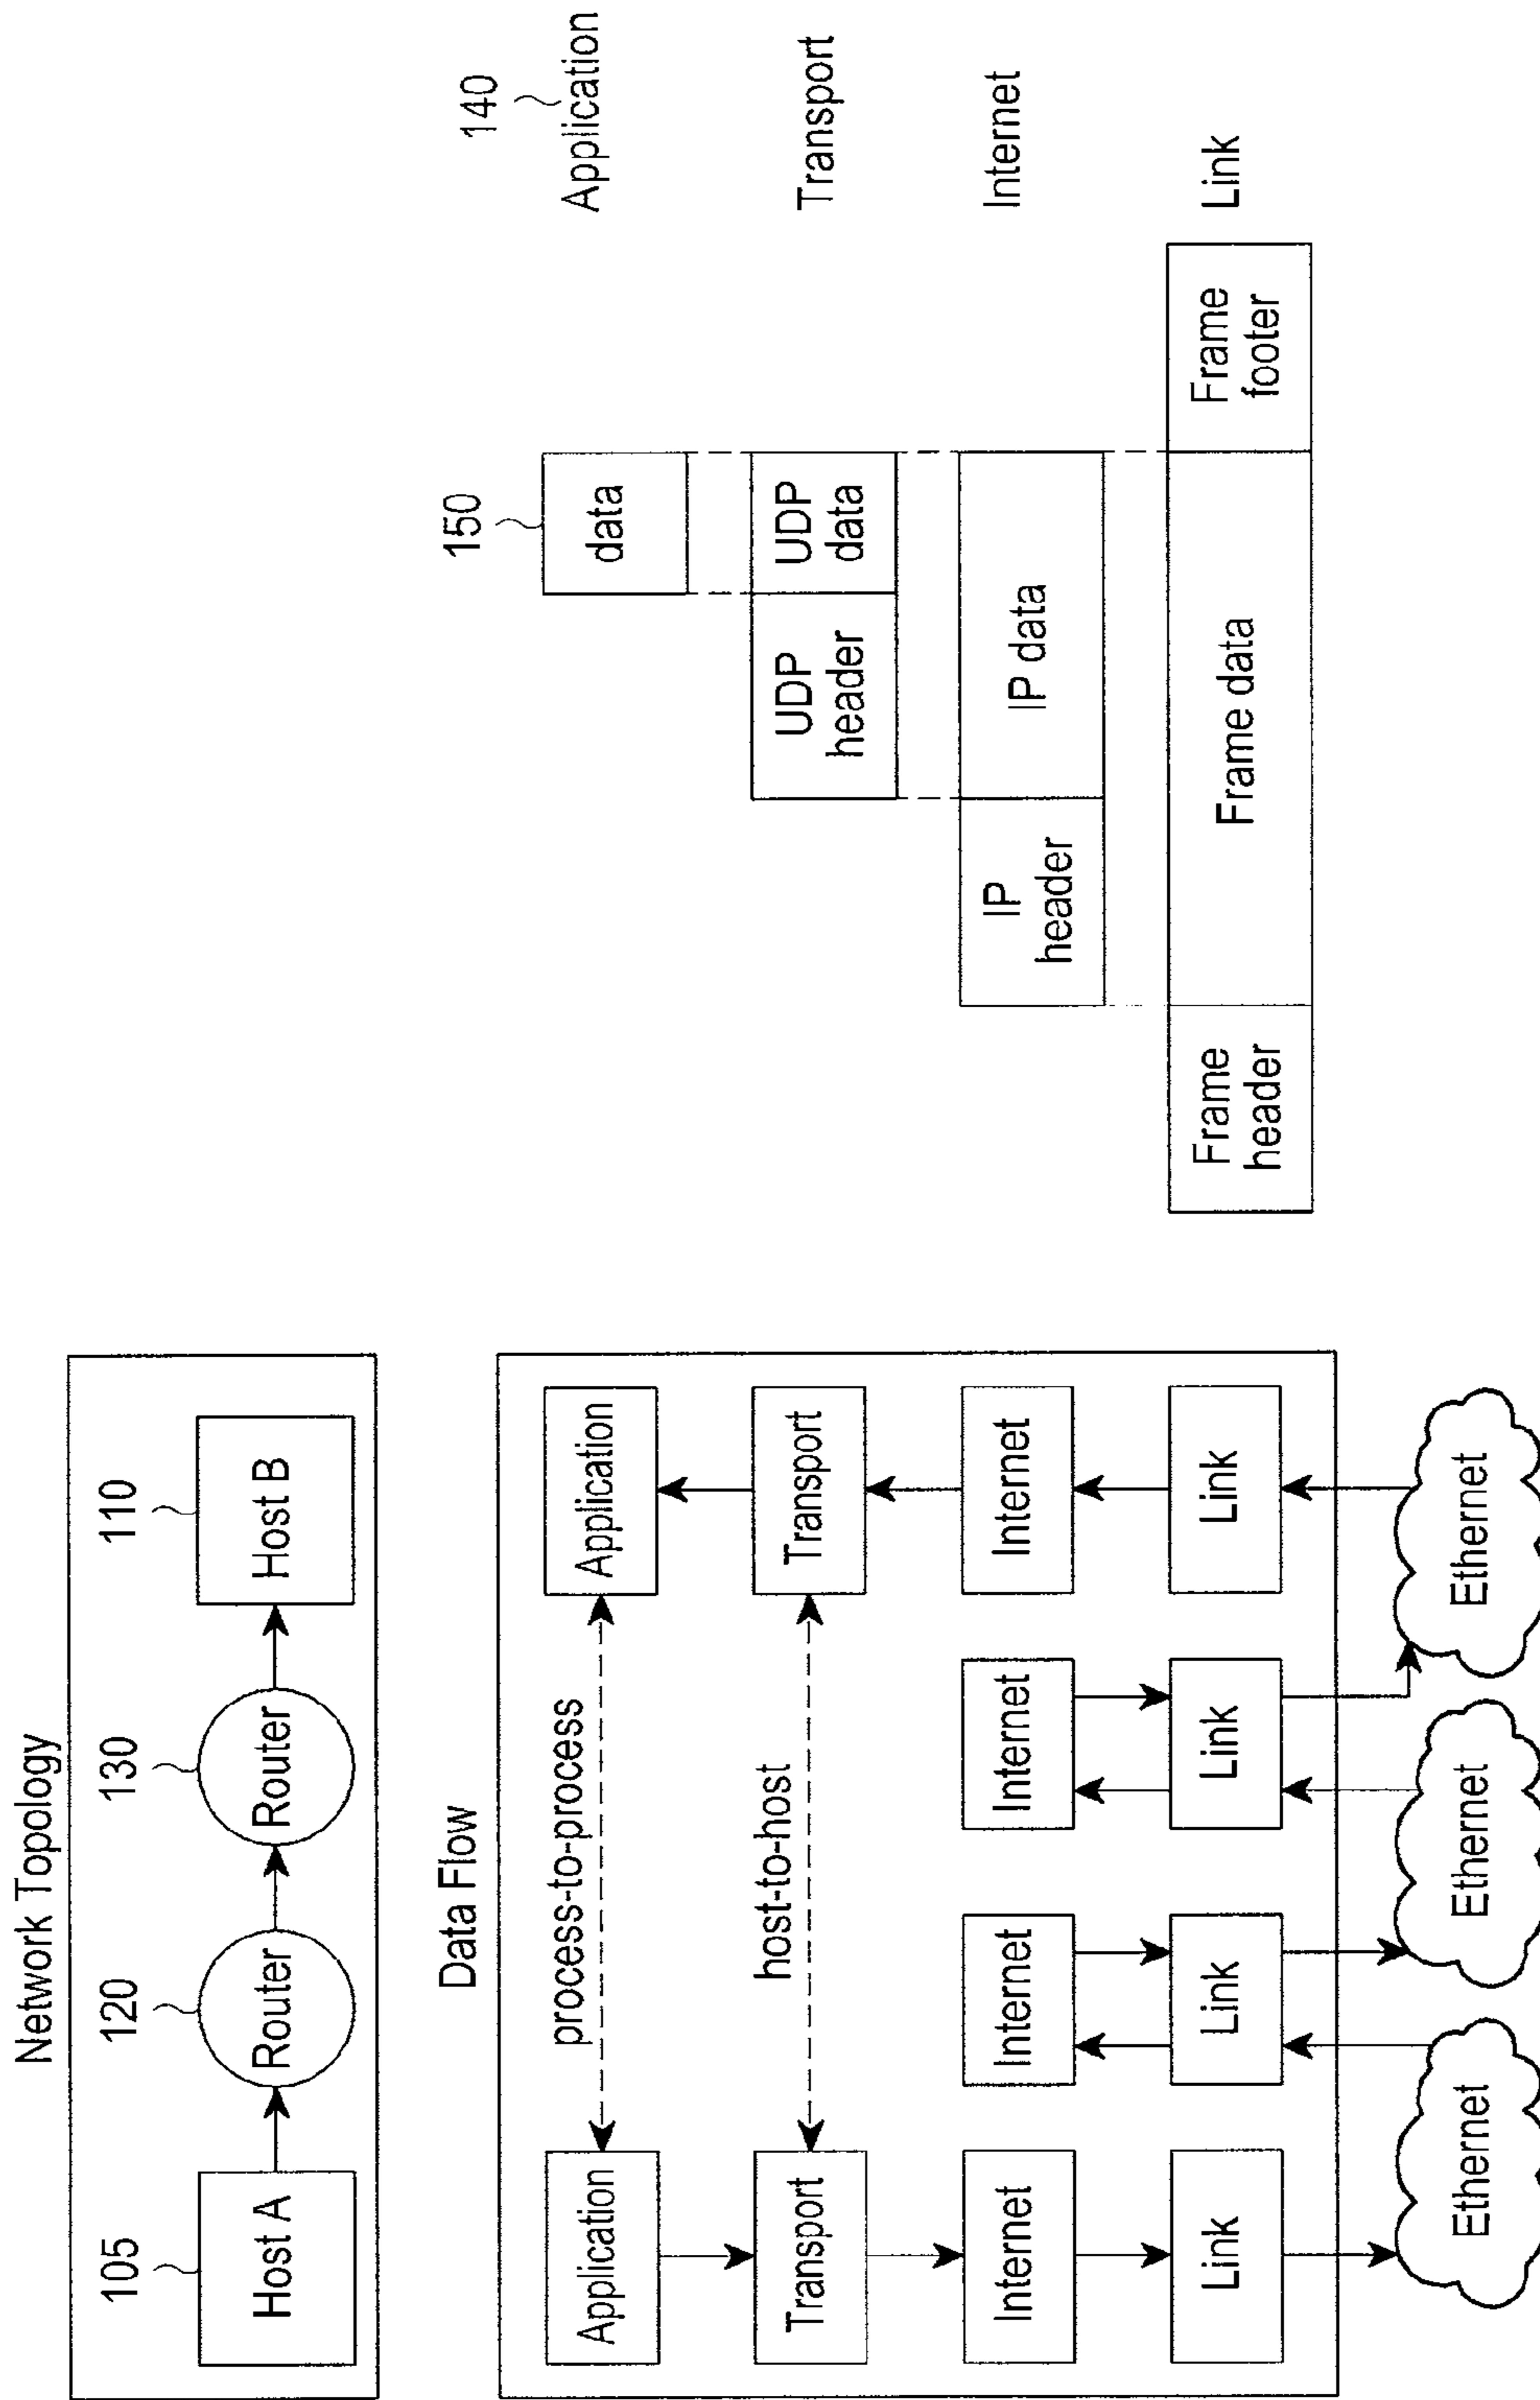 Network Topology
105
120
130
110
Host A
Router
Router
Host B
Data Flow
Application
process-to-process
Application
Transport
host-to-host
Transport
Internet
Internet
Internet
Internet
Link
Link
Link
Link
Ethernet
Ethernet
Ethernet
150
140
data
Application
UDP
header
UDP
data
Transport
IP
header
IP data
Internet
Frame
header
Frame data
Frame
footer
Link